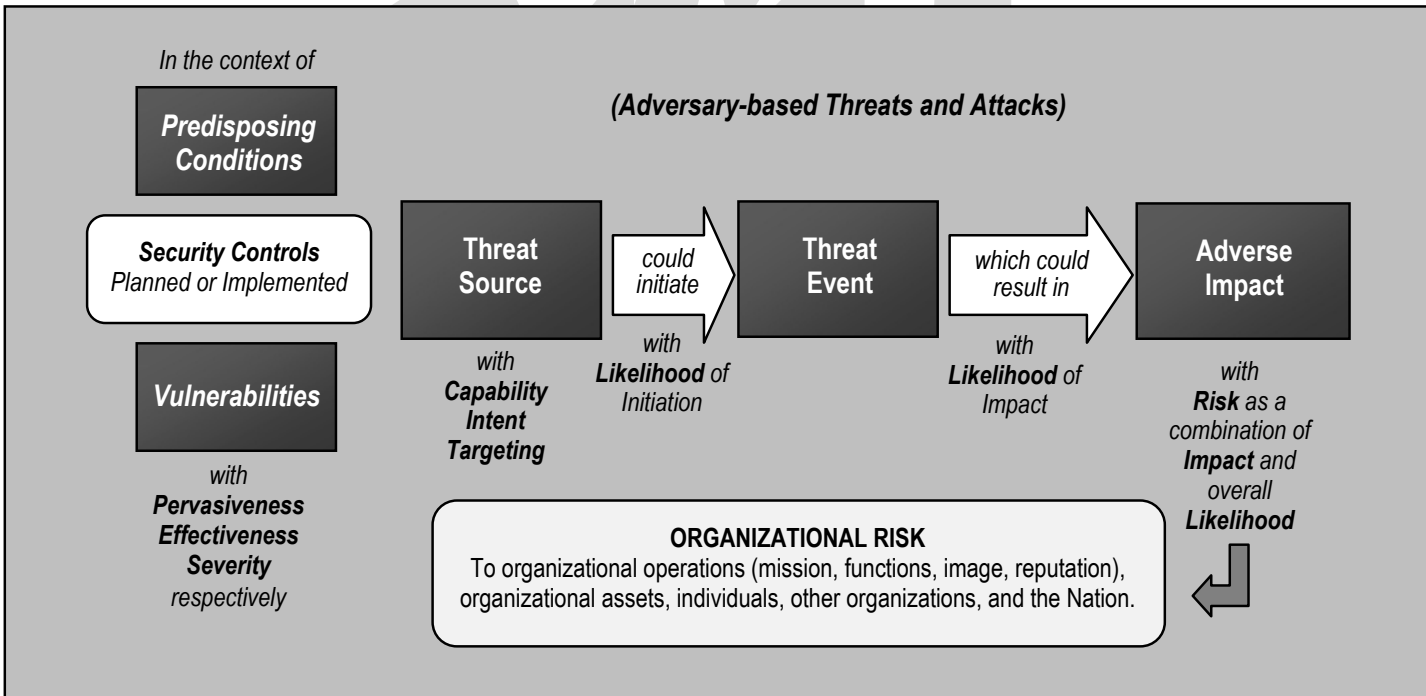 In the context of
Predisposing
Conditions
Security Controls
Planned or Implemented
Vulnerabilities
with
Pervasiveness
Effectiveness
Severity
respectively
(Adversary-based Threats and Attacks)
Threat
Source
with
Capability
Intent
Targeting
could
initiate
with
Likelihood of
Initiation
Threat
Event
which could
result in
with
Likelihood of
Impact
Adverse
Impact
with
Risk as a
combination of
Impact and
overall
Likelihood
ORGANIZATIONAL RISK
To organizational operations (mission, functions, image, reputation),
organizational assets, individuals, other organizations, and the Nation.